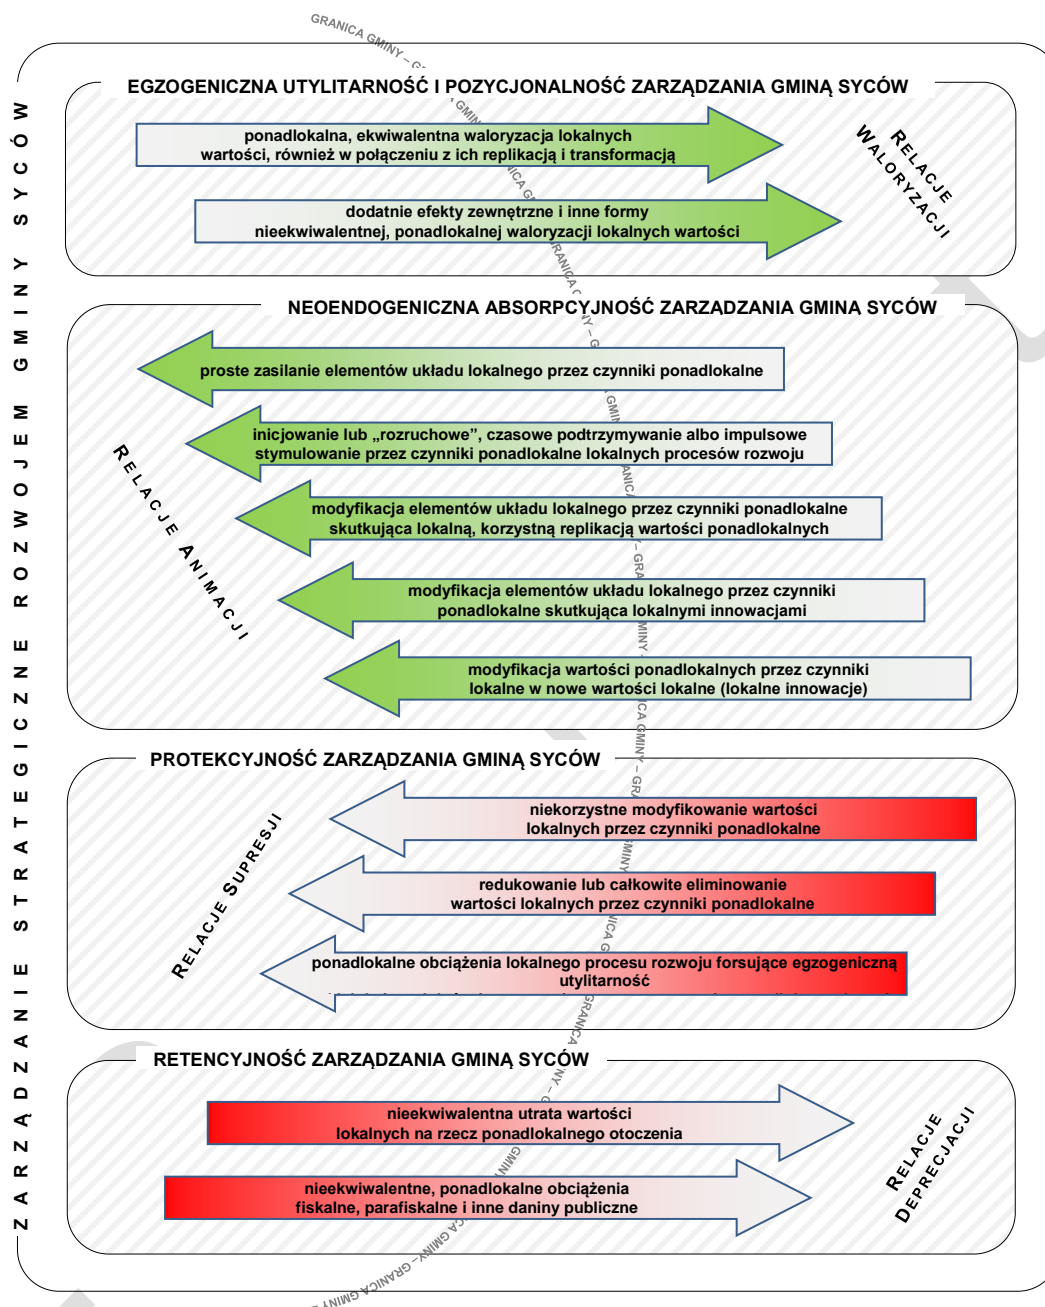 GRANICA GMINY – GRANICA GMINY – GRANICA GMINY – GRANICA GMINY
ZARZĄDZANIE STRATEGICZNE ROZWOJEM GMINY SYCÓW
EGZOGENICZNA UTYLITARNOŚĆ I POZYCJONALNOŚĆ ZARZĄDZANIA GMINĄ SYCÓW
ponadlokalna, ekwiwalentna waloryzacja lokalnych
wartości, również w połączeniu z ich replikacją i transformacją
dodatnie efekty zewnętrzne i inne formy
nieekwiwalentnej, ponadlokalnej waloryzacji lokalnych wartości
RELACJE
WALORYZACJI
NEOENDOGENICZNA ABSORPCYJNOŚĆ ZARZĄDZANIA GMINĄ SYCÓW
proste zasilanie elementów układu lokalnego przez czynniki ponadlokalne
inicjowanie lub „rozruchowe”, czasowe podtrzymywanie albo impulsowe
stymulowanie przez czynniki ponadlokalne lokalnych procesów rozwoju
modyfikacja elementów układu lokalnego przez czynniki ponadlokalne
skutkująca lokalną, korzystną replikacją wartości ponadlokalnych
modyfikacja elementów układu lokalnego przez czynniki
ponadlokalne skutkująca lokalnymi innowacjami
modyfikacja wartości ponadlokalnych przez czynniki
lokalne w nowe wartości lokalne (lokalne innowacje)
RELACJE ANIMACJI
PROTEKCYJNOŚĆ ZARZĄDZANIA GMINĄ SYCÓW
niekorzystne modyfikowanie wartości
lokalnych przez czynniki ponadlokalne
redukowanie lub całkowite eliminowanie
wartości lokalnych przez czynniki ponadlokalne
ponadlokalne obciążenia lokalnego procesu rozwoju forsujące egzogeniczną
utylitarność
RELACJE SUPRESJI
RETENCYJNOŚĆ ZARZĄDZANIA GMINĄ SYCÓW
nieekwiwalentna utrata wartości
lokalnych na rzecz ponadlokalnego otoczenia
nieekwiwalentne, ponadlokalne obciążenia
fiskalne, parafiskalne i inne daniny publiczne
RELACJE
DEPRECJACJI